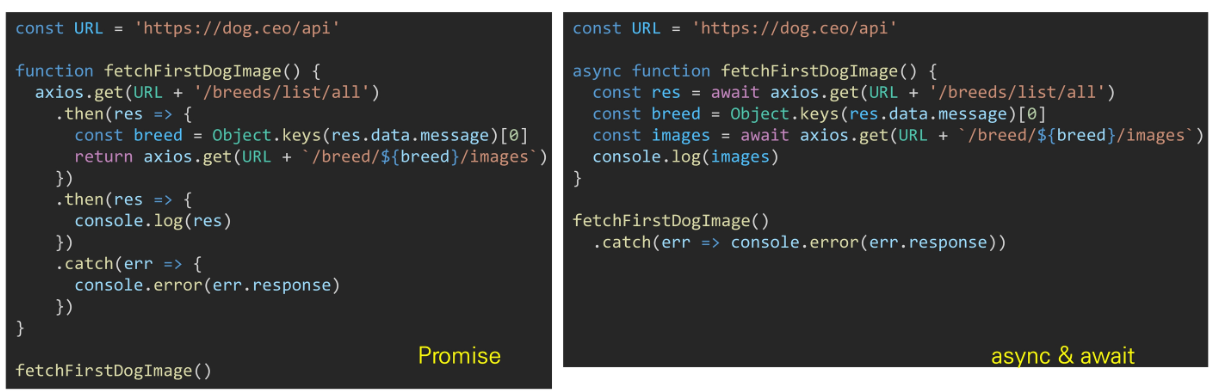 const URL = 'https://dog.ceo/api'
function fetchFirstDogImage() {
  axios.get(URL + '/breeds/list/all')
    .then(res => {
      const breed = Object.keys(res.data.message)[0]
      return axios.get(URL + `/breed/${breed}/images`)
    })
    .then(res => {
      console.log(res)
    })
    .catch(err => {
      console.error(err.response)
    })
}
fetchFirstDogImage()
Promise
const URL = 'https://dog.ceo/api'
async function fetchFirstDogImage() {
  const res = await axios.get(URL + '/breeds/list/all')
  const breed = Object.keys(res.data.message)[0]
  const images = await axios.get(URL + `/breed/${breed}/images`)
  console.log(images)
}
fetchFirstDogImage()
  .catch(err => console.error(err.response))
async & await